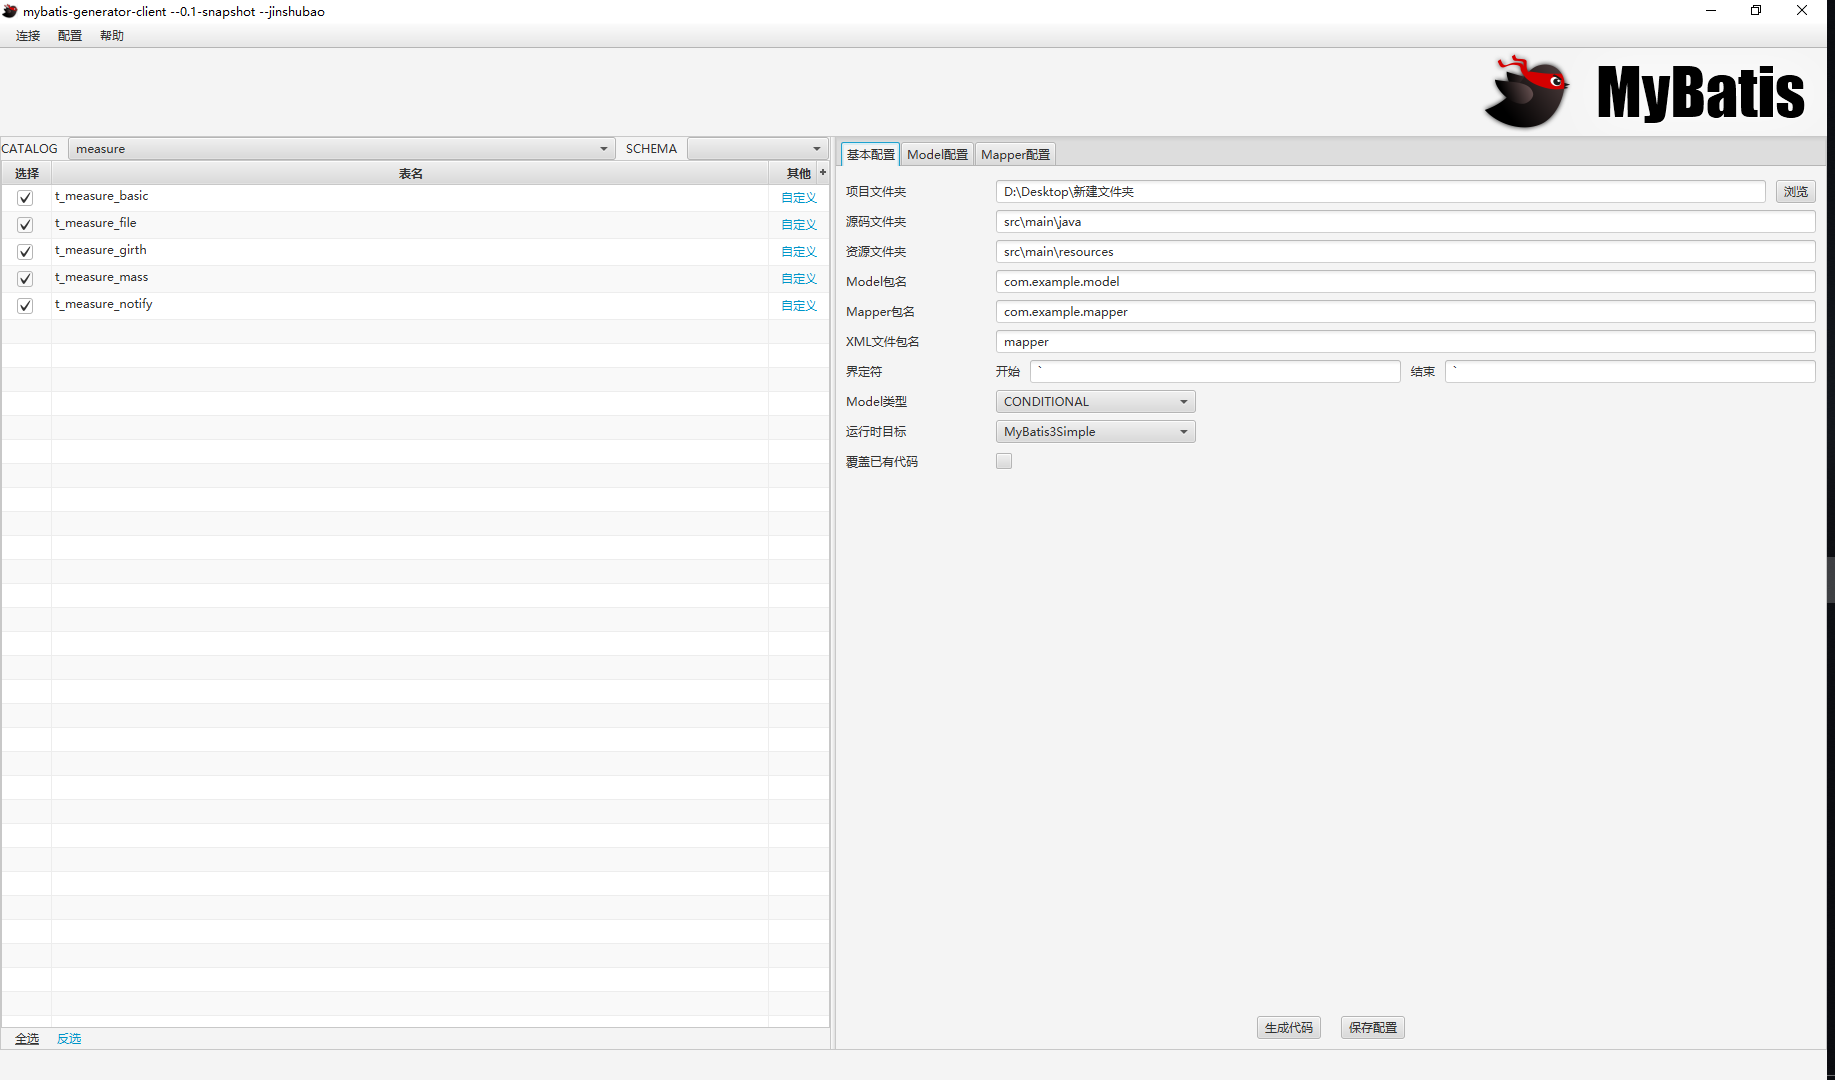 mybatis-generator-client --0.1-snapshot --jinshubao
连接 配置 帮助
MyBatis
CATALOG measure SCHEMA
选择 表名 其他 +
t_measure_basic 自定义
t_measure_file 自定义
t_measure_girth 自定义
t_measure_mass 自定义
t_measure_notify 自定义
全选 反选
基本配置 Model配置 Mapper配置
项目文件夹 D:\Desktop\新建文件夹 浏览
源码文件夹 src\main\java
资源文件夹 src\main\resources
Model包名 com.example.model
Mapper包名 com.example.mapper
XML文件包名 mapper
界定符 开始 ` 结束 `
Model类型 CONDITIONAL
运行时目标 MyBatis3Simple
覆盖已有代码
生成代码 保存配置